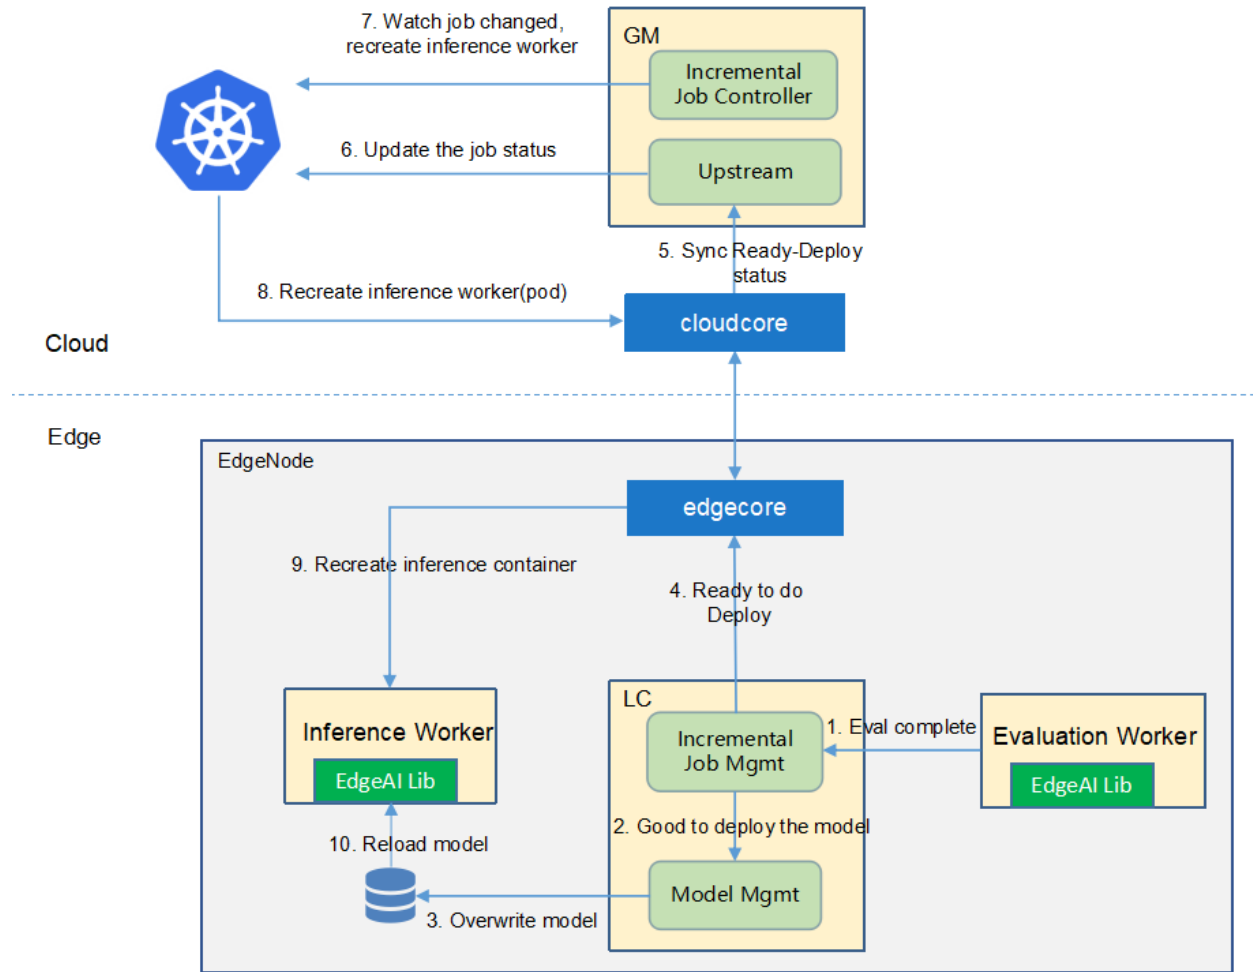 7. Watch job changed,
recreate inference worker
GM
Incremental
Job Controller
6. Update the job status
Upstream
5. Sync Ready-Deploy
status
8. Recreate inference worker(pod)
cloudcore
Cloud
Edge
EdgeNode
edgecore
9. Recreate inference container
4. Ready to do
Deploy
LC
Inference Worker
EdgeAI Lib
Incremental
Job Mgmt
1. Eval complete
Evaluation Worker
EdgeAI Lib
2. Good to deploy the model
10. Reload model
Model Mgmt
3. Overwrite model